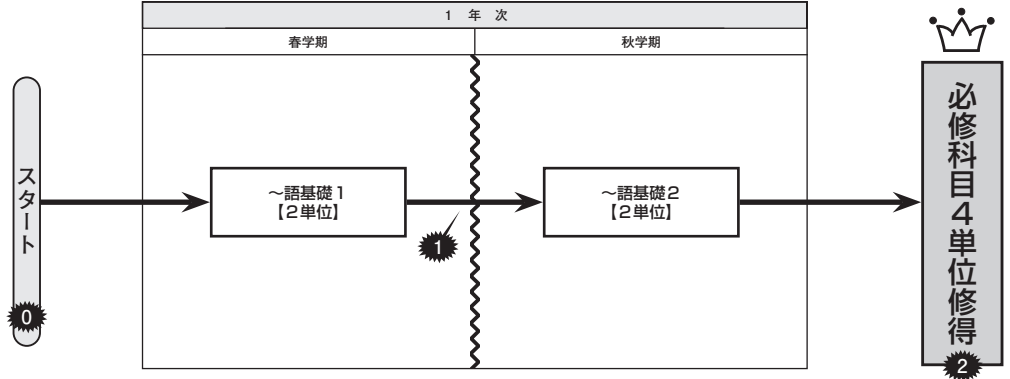 1 年 次
春学期
秋学期
スタート
0
～語基礎1
【2単位】
1
～語基礎2
【2単位】
必修科目4単位修得
2